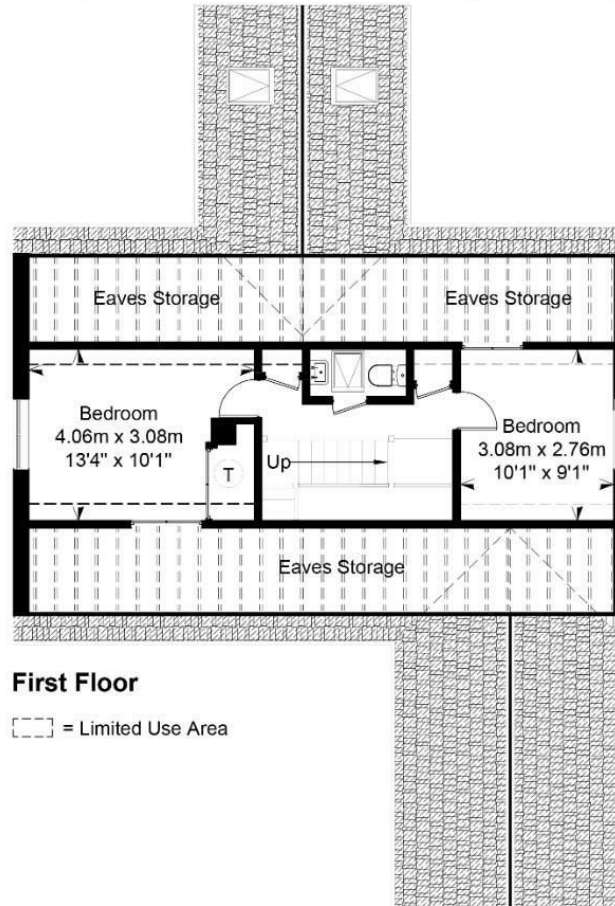 Eaves Storage
Eaves Storage
Bedroom
4.06m x 3.08m
13'4" x 10'1"
T
Up
Bedroom
3.08m x 2.76m
10'1" x 9'1"
Eaves Storage
First Floor
= Limited Use Area